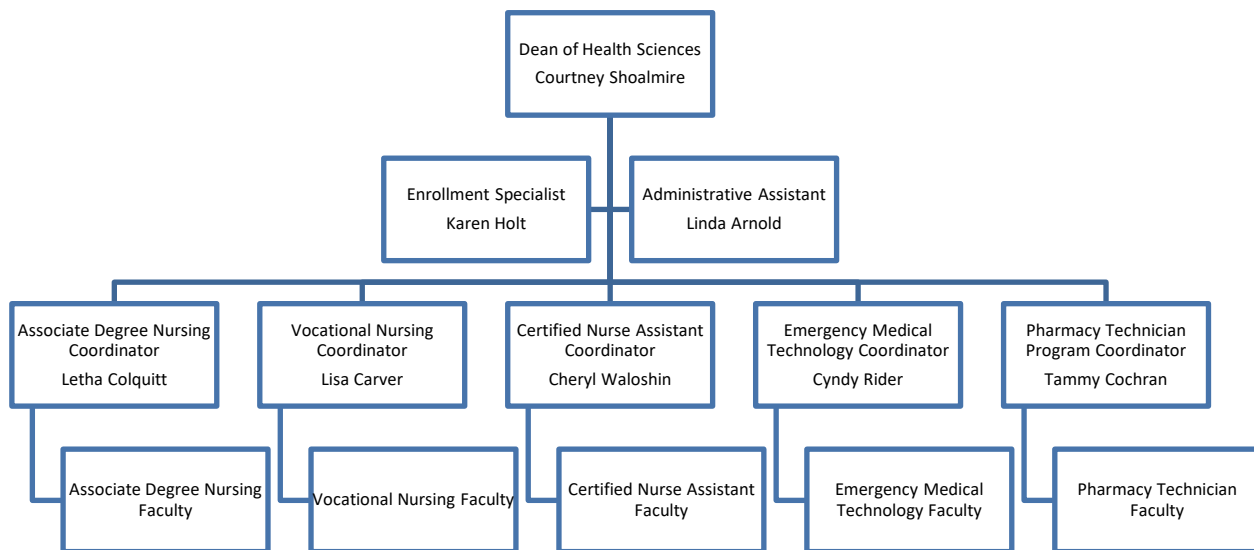 Dean of Health Sciences
Courtney Shoalmire
Enrollment Specialist
Karen Holt
Administrative Assistant
Linda Arnold
Associate Degree Nursing
Coordinator
Letha Colquitt
Vocational Nursing
Coordinator
Lisa Carver
Certified Nurse Assistant
Coordinator
Cheryl Waloshin
Emergency Medical
Technology Coordinator
Cyndy Rider
Pharmacy Technician
Program Coordinator
Tammy Cochran
Associate Degree Nursing
Faculty
Vocational Nursing Faculty
Certified Nurse Assistant
Faculty
Emergency Medical
Technology Faculty
Pharmacy Technician
Faculty